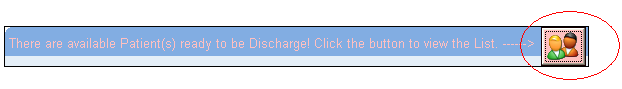 There are available Patient(s) ready to be Discharge! Click the button to view the List. ------>